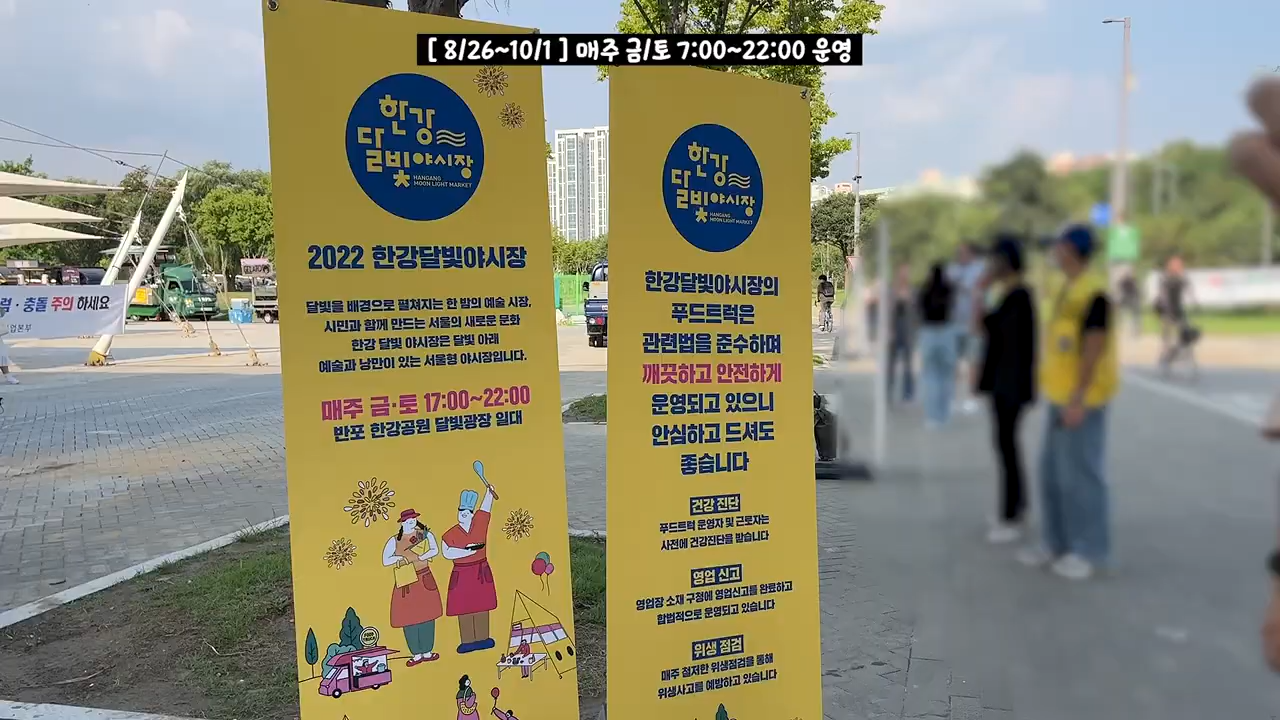 [ 8/26~10/1 ] 매주 금/토 7:00~22:00 운영
한강
달빛야시장
HANGANG
MOON LIGHT MARKET
2022 한강달빛야시장
달빛을 배경으로 펼쳐지는 한 밤의 예술 시장,
시민과 함께 만드는 서울의 새로운 문화
한강 달빛 야시장은 달빛 아래
예술과 낭만이 있는 서울형 야시장입니다.
매주 금·토 17:00~22:00
반포 한강공원 달빛광장 일대
한강
달빛야시장
HANGANG
MOON LIGHT MARKET
한강달빛야시장의
푸드트럭은
관련법을 준수하며
깨끗하고 안전하게
운영되고 있으니
안심하고 드셔도
좋습니다
건강 진단
푸드트럭 운영자 및 근로자는
사전에 건강진단을 받습니다
영업 신고
영업장 소재 구청에 영업신고를 완료하고
합법적으로 운영되고 있습니다
위생 점검
매주 철저한 위생점검을 통해
위생사고를 예방하고 있습니다
· 충돌 주의 하세요
업본부